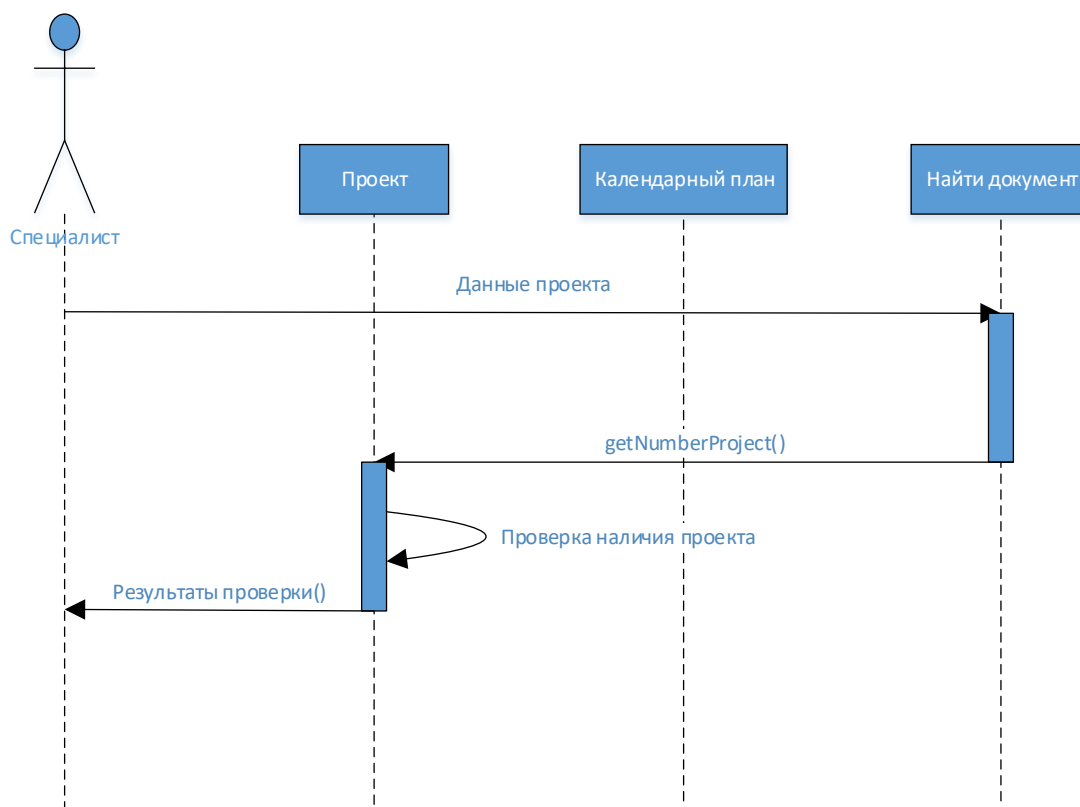 Проект
Календарный план
Найти документ
Специалист
Данные проекта
getNumberProject()
Проверка наличия проекта
Результаты проверки()